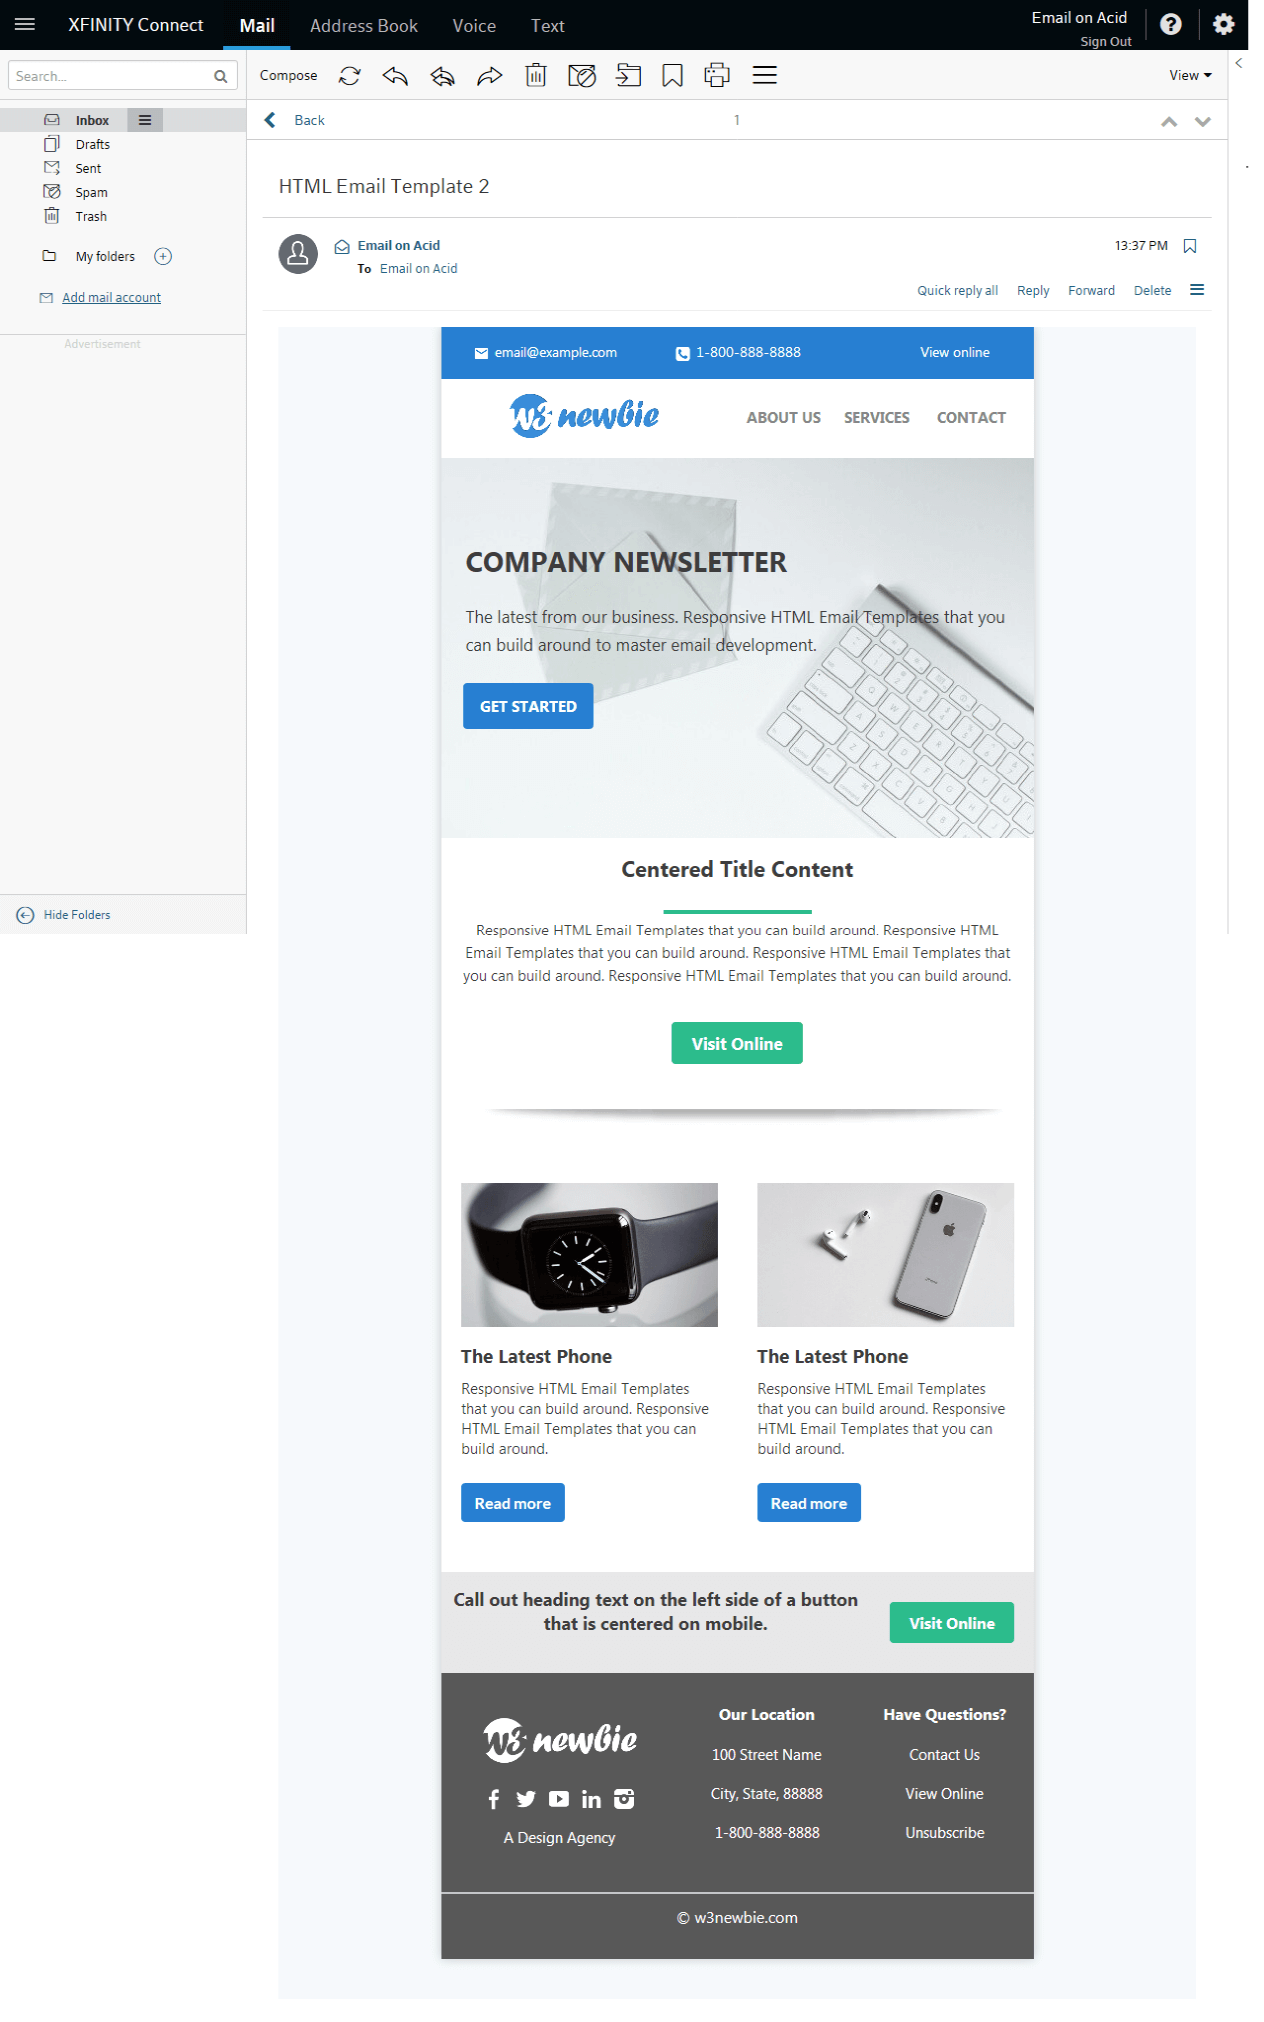 XFINITY Connect
Mail
Address Book
Voice
Text
Email on Acid
Sign Out
Search...
Compose
View
Inbox
Drafts
Sent
Spam
Trash
My folders
Add mail account
Advertisement
Hide Folders
Back
1
HTML Email Template 2
Email on Acid
13:37 PM
To Email on Acid
Quick reply all Reply Forward Delete
email@example.com
1-800-888-8888
View online
w3 newbie
ABOUT US SERVICES CONTACT
COMPANY NEWSLETTER
The latest from our business. Responsive HTML Email Templates that you
can build around to master email development.
GET STARTED
Centered Title Content
Responsive HTML Email Templates that you can build around. Responsive HTML
Email Templates that you can build around. Responsive HTML Email Templates that
you can build around. Responsive HTML Email Templates that you can build around.
Visit Online
The Latest Phone
Responsive HTML Email Templates
that you can build around. Responsive
HTML Email Templates that you can
build around.
Read more
The Latest Phone
Responsive HTML Email Templates
that you can build around. Responsive
HTML Email Templates that you can
build around.
Read more
Call out heading text on the left side of a button
that is centered on mobile.
Visit Online
w3 newbie
A Design Agency
Our Location
100 Street Name
City, State, 88888
1-800-888-8888
Have Questions?
Contact Us
View Online
Unsubscribe
© w3newbie.com